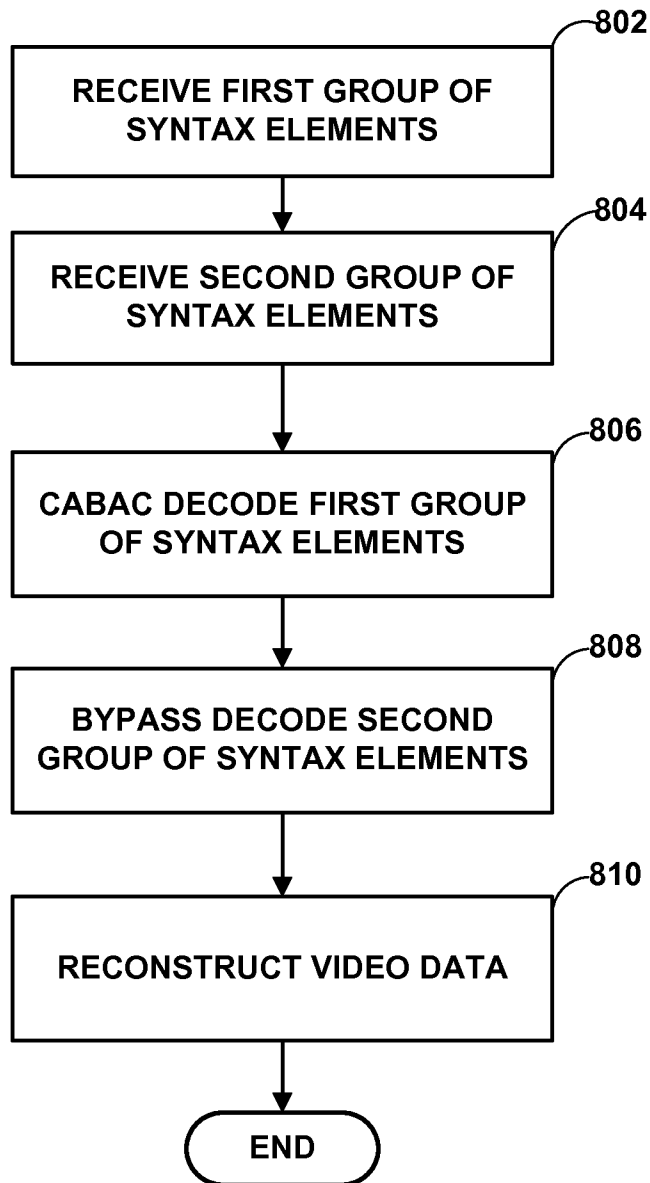 802
RECEIVE FIRST GROUP OF
SYNTAX ELEMENTS
804
RECEIVE SECOND GROUP OF
SYNTAX ELEMENTS
806
CABAC DECODE FIRST GROUP
OF SYNTAX ELEMENTS
808
BYPASS DECODE SECOND
GROUP OF SYNTAX ELEMENTS
810
RECONSTRUCT VIDEO DATA
END